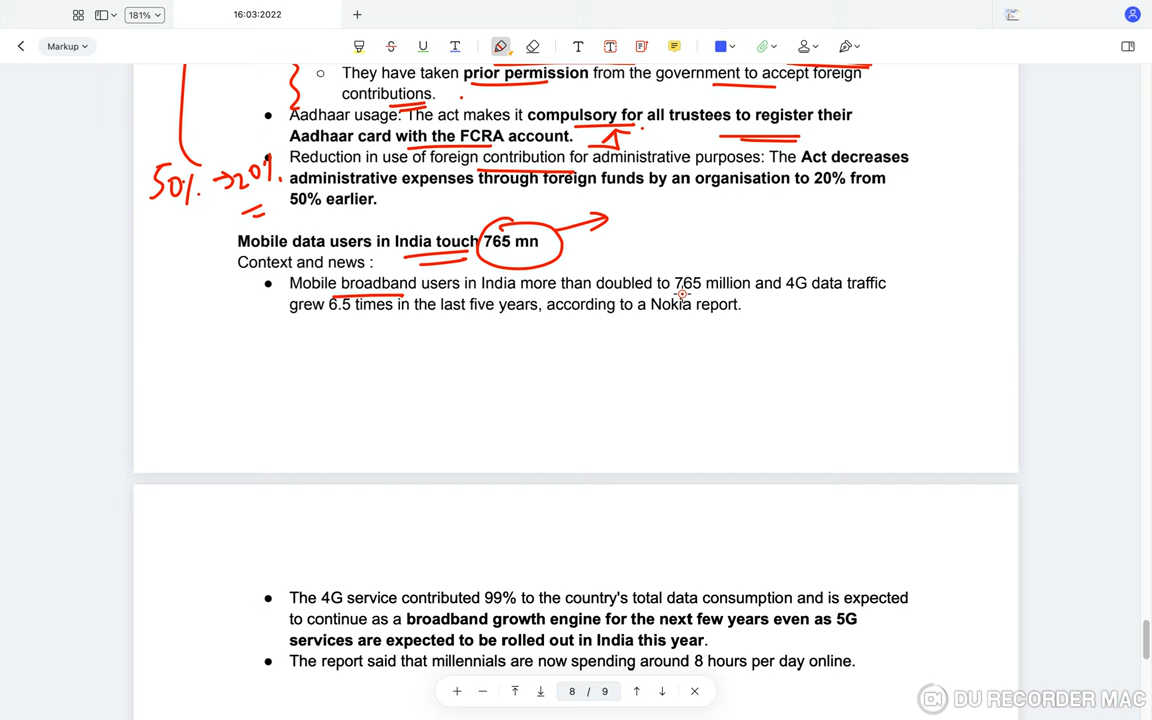 181%
16:03:2022
Markup
They have taken prior permission from the government to accept foreign
contributions.
Aadhaar usage: The act makes it compulsory for all trustees to register their
Aadhaar card with the FCRA account.
Reduction in use of foreign contribution for administrative purposes: The Act decreases
administrative expenses through foreign funds by an organisation to 20% from
50% earlier.
50% → 20%.
Mobile data users in India touch 765 mn
Context and news :
Mobile broadband users in India more than doubled to 765 million and 4G data traffic
grew 6.5 times in the last five years, according to a Nokia report.
The 4G service contributed 99% to the country's total data consumption and is expected
to continue as a broadband growth engine for the next few years even as 5G
services are expected to be rolled out in India this year.
The report said that millennials are now spending around 8 hours per day online.
8 / 9
DU RECORDER MAC